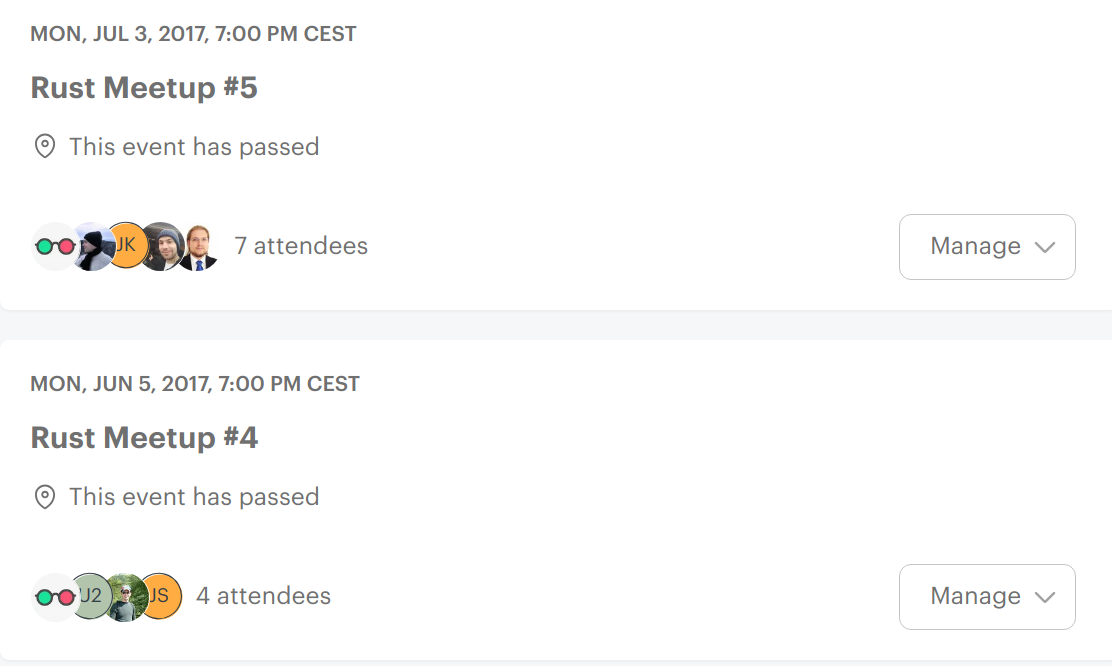 MON, JUL 3, 2017, 7:00 PM CEST
Rust Meetup #5
This event has passed
JK
7 attendees
Manage
MON, JUN 5, 2017, 7:00 PM CEST
Rust Meetup #4
This event has passed
J2
JS
4 attendees
Manage